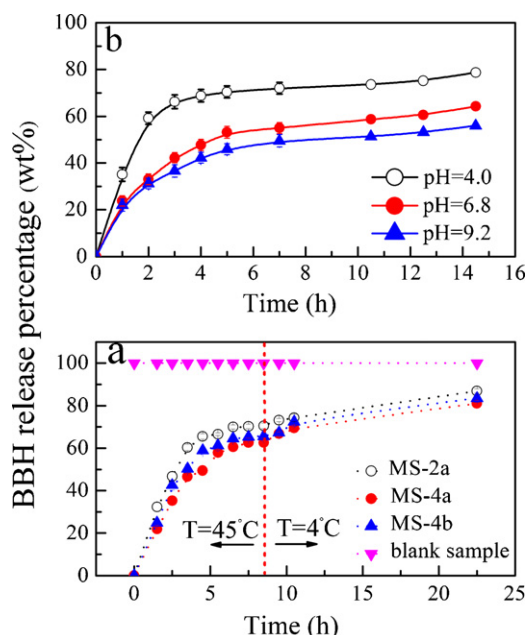 BBH release percentage (wt%)
b
100
80
60
40
20
0
pH=4.0
pH=6.8
pH=9.2
0 2 4 6 8 10 12 14 16
Time (h)
a
100
80
60
40
20
0
MS-2a
MS-4a
MS-4b
blank sample
T=45°C
T=4°C
0 5 10 15 20 25
Time (h)